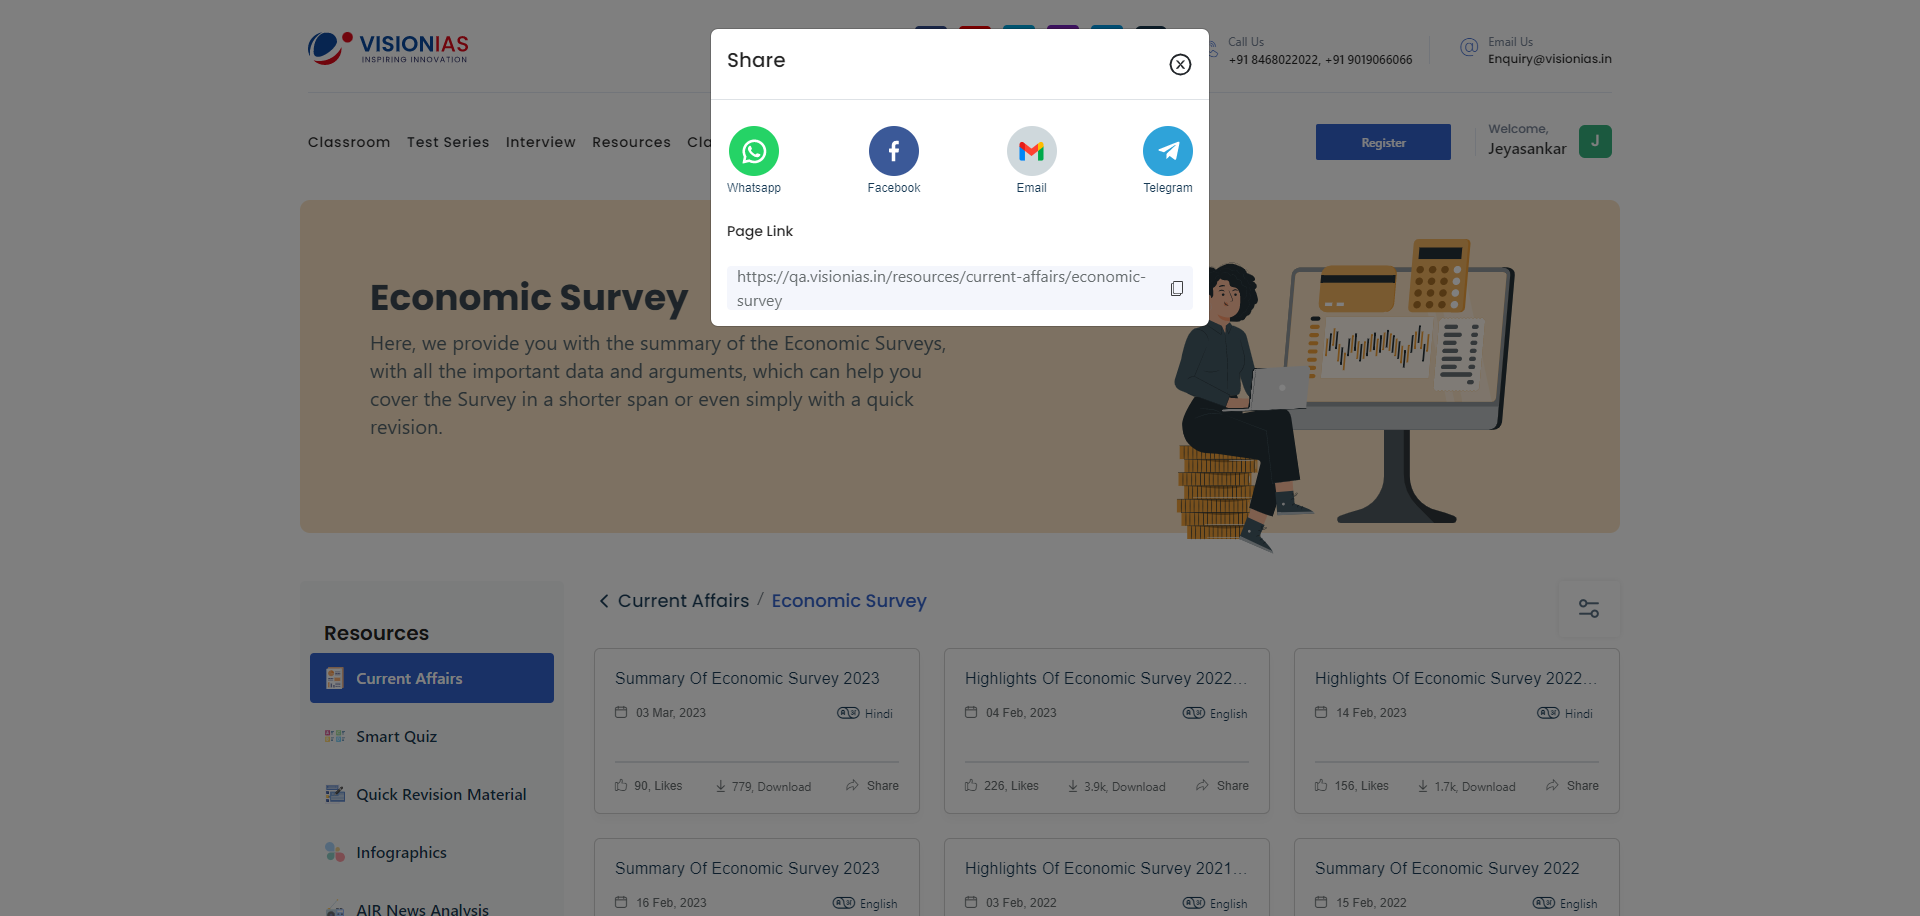 VISIONIAS
INSPIRING INNOVATION
Call Us
+91 8468022022, +91 9019066066
Email Us
Enquiry@visionias.in
Classroom Test Series Interview Resources Cla
Register
Welcome,
Jeyasankar
J
Share
Whatsapp
Facebook
Email
Telegram
Page Link
https://qa.visionias.in/resources/current-affairs/economic-
survey
Economic Survey
Here, we provide you with the summary of the Economic Surveys,
with all the important data and arguments, which can help you
cover the Survey in a shorter span or even simply with a quick
revision.
Resources
Current Affairs
Smart Quiz
Quick Revision Material
Infographics
AIR News Analysis
Current Affairs / Economic Survey
Summary Of Economic Survey 2023
03 Mar, 2023 Hindi
90, Likes 779, Download Share
Highlights Of Economic Survey 2022...
04 Feb, 2023 English
226, Likes 3.9k, Download Share
Highlights Of Economic Survey 2022...
14 Feb, 2023 Hindi
156, Likes 1.7k, Download Share
Summary Of Economic Survey 2023
16 Feb, 2023 English
Highlights Of Economic Survey 2021...
03 Feb, 2022 English
Summary Of Economic Survey 2022
15 Feb, 2022 English